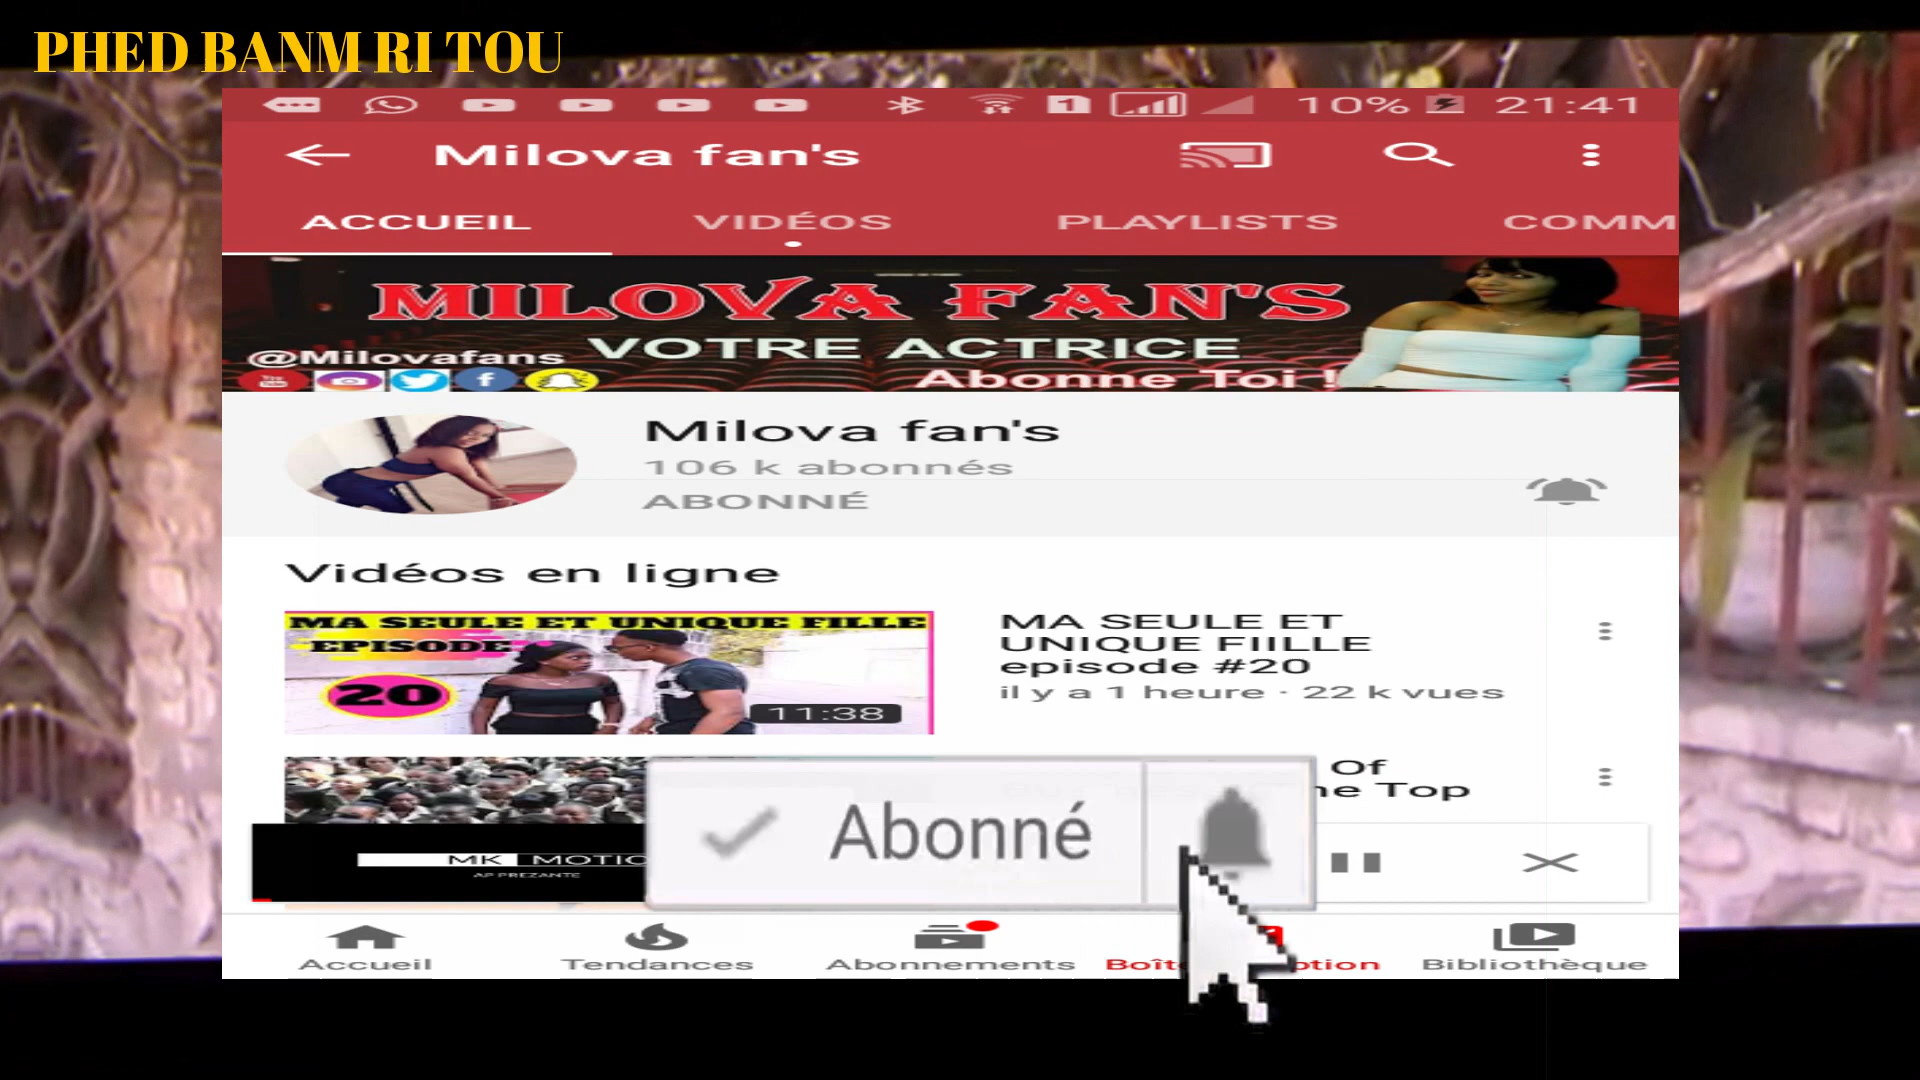 PHED BANM RI TOU
1 10% 21:41
Milova fan's
ACCUEIL VIDÉOS PLAYLISTS COMM
MILOVA FAN'S
VOTRE ACTRICE
@Milovafans
Abonne Toi !
Milova fan's
106 k abonnés
ABONNÉ
Vidéos en ligne
MA SEULE ET UNIQUE FILLE
EPISODE
20
11:38
MA SEULE ET
UNIQUE FIILLE
episode #20
il y a 1 heure · 22 k vues
Of
Top
Abonné
MK MOTIO
AP PREZANTE
Accueil Tendances Abonnements Boît ption Bibliothèque